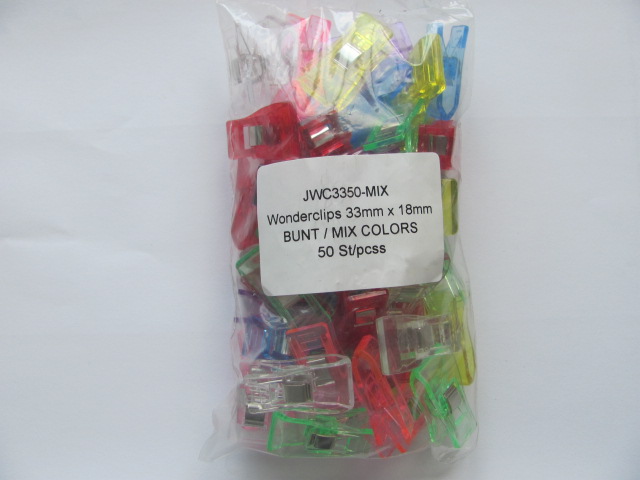 JWC3350-MIX
Wonderclips 33mm x 18mm
BUNT / MIX COLORS
50 St/pcss